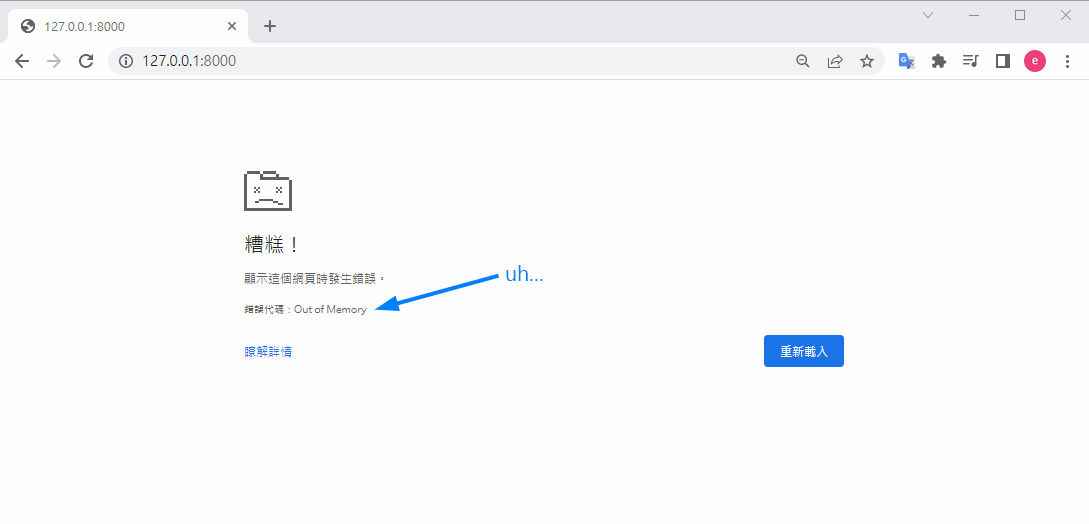 127.0.0.1:8000
127.0.0.1:8000
e
糟糕！
顯示這個網頁時發生錯誤。
uh...
錯誤代碼：Out of Memory
瞭解詳情
重新載入